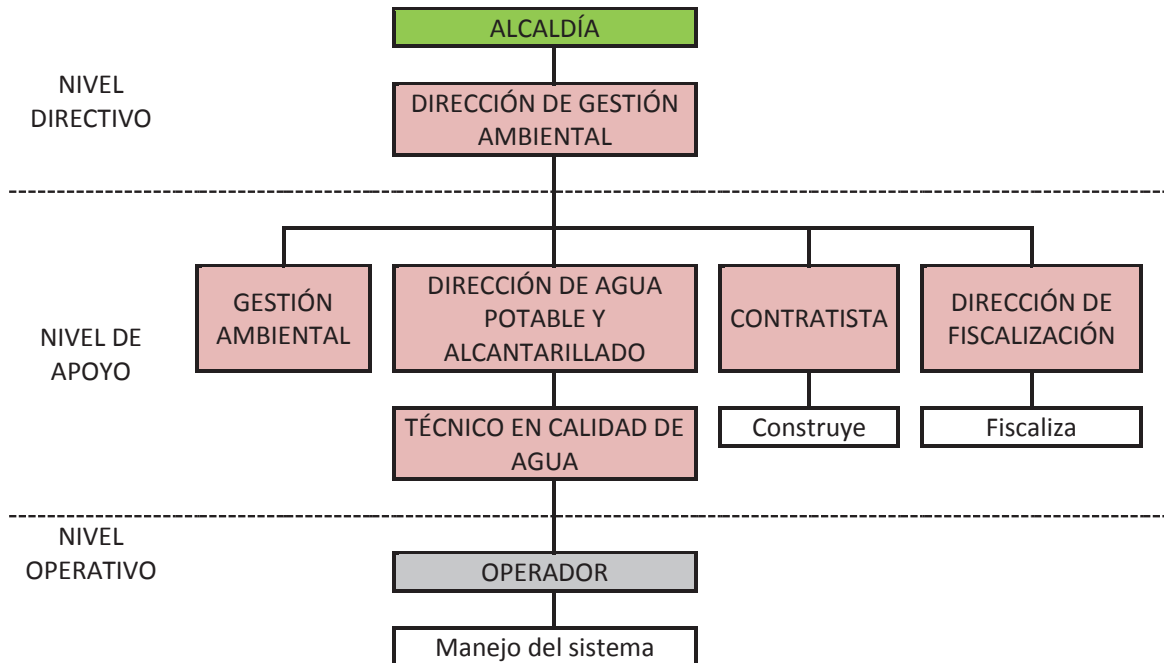 ALCALDÍA
NIVEL
DIRECTIVO
DIRECCIÓN DE GESTIÓN
AMBIENTAL
NIVEL DE
APOYO
GESTIÓN
AMBIENTAL
DIRECCIÓN DE AGUA
POTABLE Y
ALCANTARILLADO
CONTRATISTA
DIRECCIÓN DE
FISCALIZACIÓN
TÉCNICO EN CALIDAD DE
AGUA
Construye
Fiscaliza
NIVEL
OPERATIVO
OPERADOR
Manejo del sistema